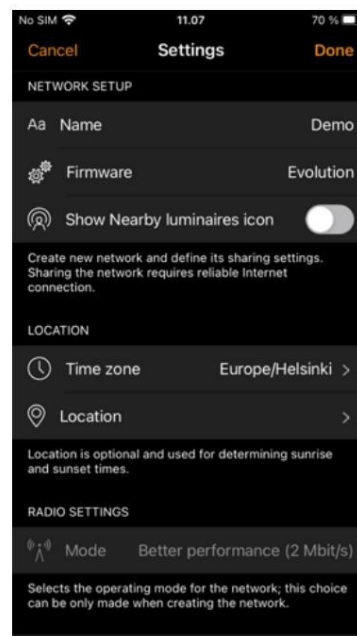 No SIM 11.07 70 %
Cancel Settings Done
NETWORK SETUP
Aa Name Demo
Firmware Evolution
Show Nearby luminaires icon
Create new network and define its sharing settings.
Sharing the network requires reliable Internet
connection.
LOCATION
Time zone Europe/Helsinki >
Location >
Location is optional and used for determining sunrise
and sunset times.
RADIO SETTINGS
Mode Better performance (2 Mbit/s)
Selects the operating mode for the network; this choice
can be only made when creating the network.